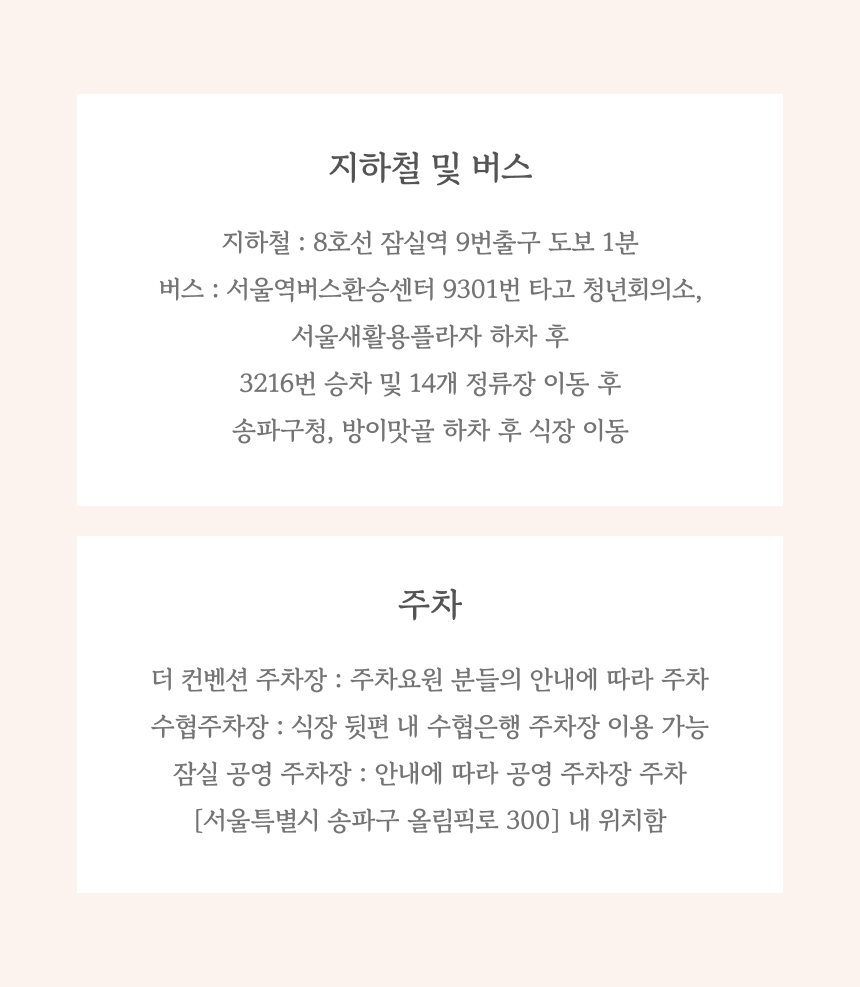 지하철 및 버스
지하철 : 8호선 잠실역 9번출구 도보 1분
버스 : 서울역버스환승센터 9301번 타고 청년회의소,
서울새활용플라자 하차 후
3216번 승차 및 14개 정류장 이동 후
송파구청, 방이맛골 하차 후 식장 이동
주차
더 컨벤션 주차장 : 주차요원 분들의 안내에 따라 주차
수협주차장 : 식장 뒷편 내 수협은행 주차장 이용 가능
잠실 공영 주차장 : 안내에 따라 공영 주차장 주차
[서울특별시 송파구 올림픽로 300] 내 위치함